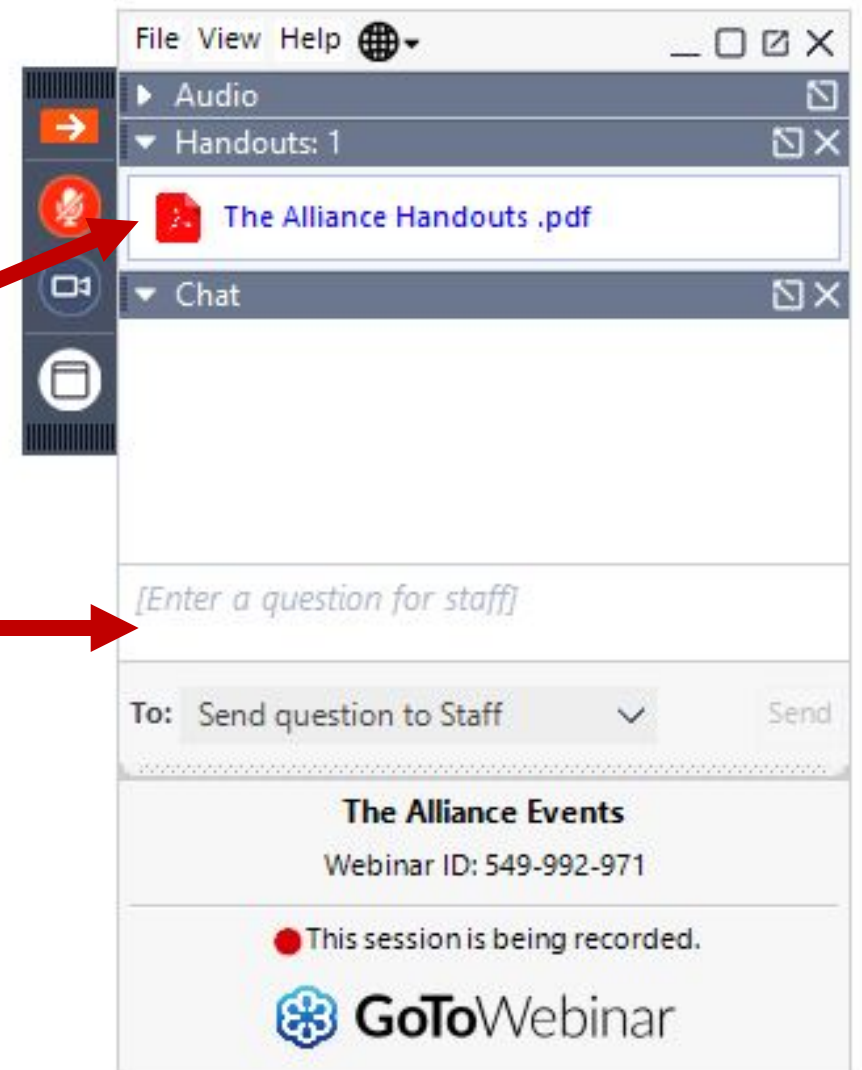 File View Help
Audio
Handouts: 1
The Alliance Handouts .pdf
Chat
[Enter a question for staff]
To: Send question to Staff Send
The Alliance Events
Webinar ID: 549-992-971
This session is being recorded.
GoToWebinar